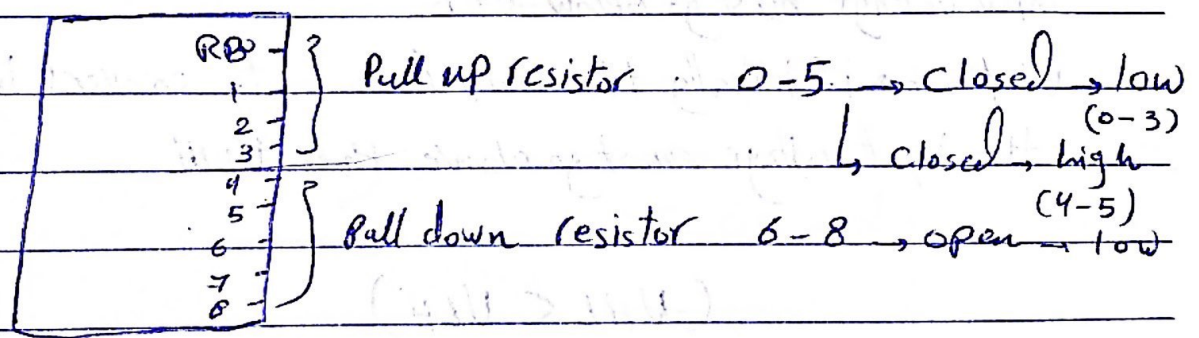 RB0
1
2
3
4
5
6
7
8
Pull up resistor 0-5 → closed → low
(0-3)
↳ closed → high
(4-5)
Pull down resistor 6-8 → open → low